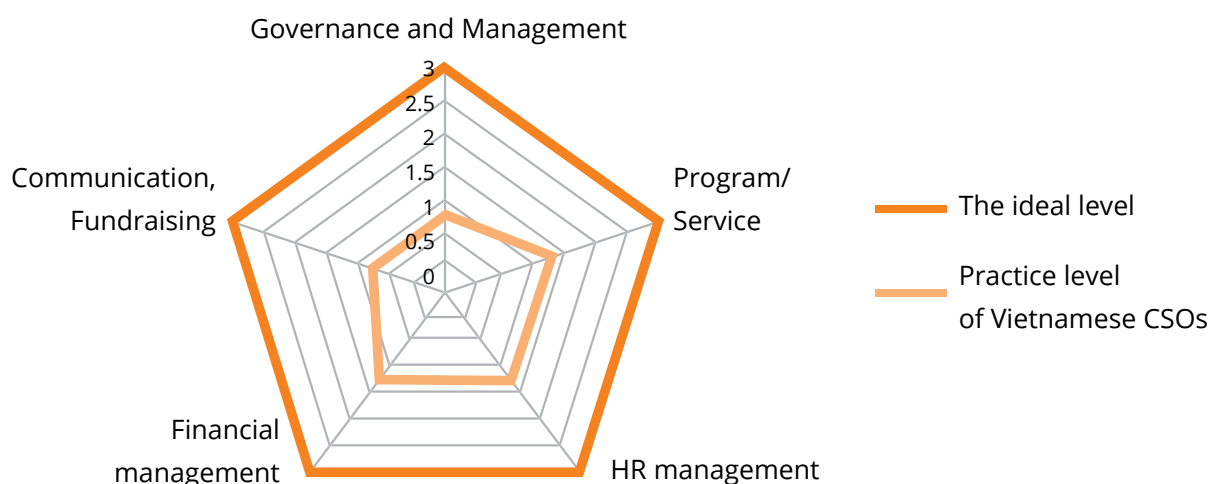 Governance and Management
3
2.5
2
1.5
1
0.5
0
Communication,
Fundraising
Program/
Service
Financial
management
HR management
The ideal level
Practice level
of Vietnamese CSOs